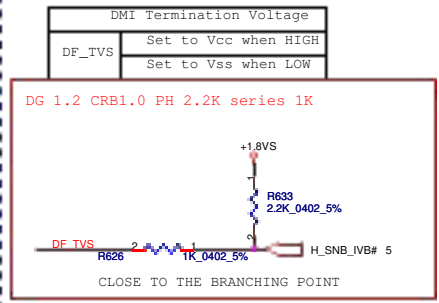 DMI Termination Voltage
DF_TVS
Set to Vcc when HIGH
Set to Vss when LOW
DG 1.2 CRB1.0 PH 2.2K series 1K
+1.8VS
1
R633
2.2K_0402_5%
2
DF_TVS
2
1
R626
1K_0402_5%
H_SNB_IVB# 5
CLOSE TO THE BRANCHING POINT